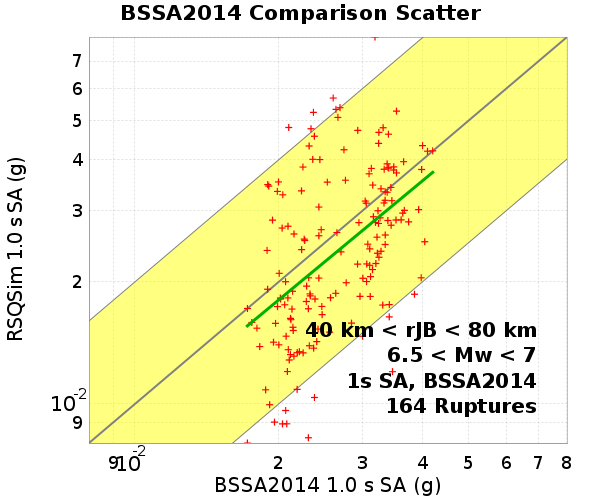 BSSA2014 Comparison Scatter
RSQSim 1.0 s SA (g)
7
6
5
4
3
2
10-2
9
40 km < rJB < 80 km
6.5 < Mw < 7
1s SA, BSSA2014
164 Ruptures
9 10-2 2 3 4 5 6 7 8
BSSA2014 1.0 s SA (g)